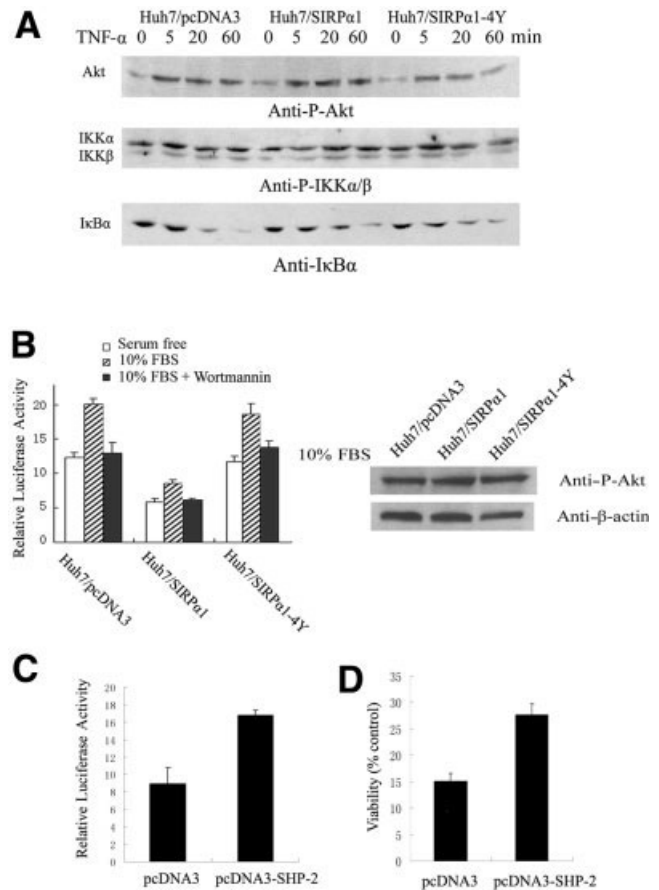 A
Huh7/pcDNA3 Huh7/SIRPα1 Huh7/SIRPα1-4Y
TNF-α 0 5 20 60 0 5 20 60 0 5 20 60 min
Akt
Anti-P-Akt
IKKα
IKKβ
Anti-P-IKKα/β
IκBα
Anti-IκBα
B
Serum free
10% FBS
10% FBS + Wortmannin
Relative Luciferase Activity
20
15
10
5
0
Huh7/pcDNA3
Huh7/SIRPα1
Huh7/SIRPα1-4Y
Huh7/pcDNA3
Huh7/SIRPα1
Huh7/SIRPα1-4Y
10% FBS
Anti-P-Akt
Anti-β-actin
C
Relative Luciferase Activity
20
18
16
14
12
10
8
6
4
2
0
pcDNA3 pcDNA3-SHP-2
D
Viability (% control)
35
30
25
20
15
10
5
0
pcDNA3 pcDNA3-SHP-2